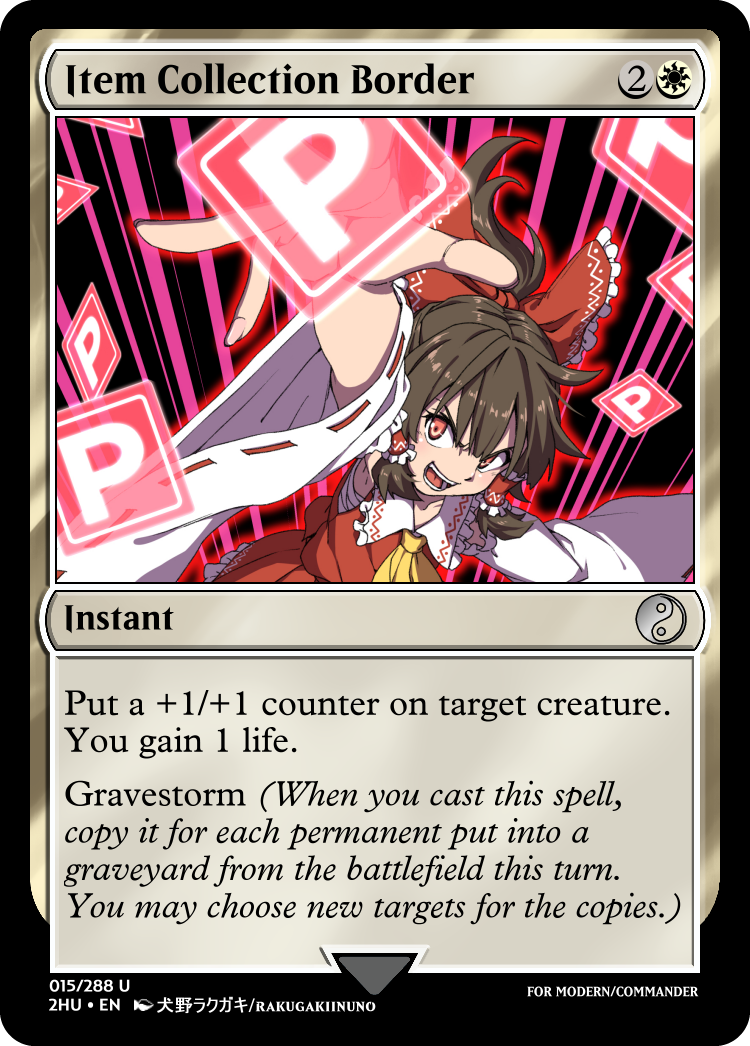 Item Collection Border
2
P
P
P
P
P
P
Instant
Put a +1/+1 counter on target creature.
You gain 1 life.
Gravestorm (When you cast this spell,
copy it for each permanent put into a
graveyard from the battlefield this turn.
You may choose new targets for the copies.)
015/288 U
2HU • EN 犬野ラクガキ/RAKUGAKIINUNO
FOR MODERN/COMMANDER